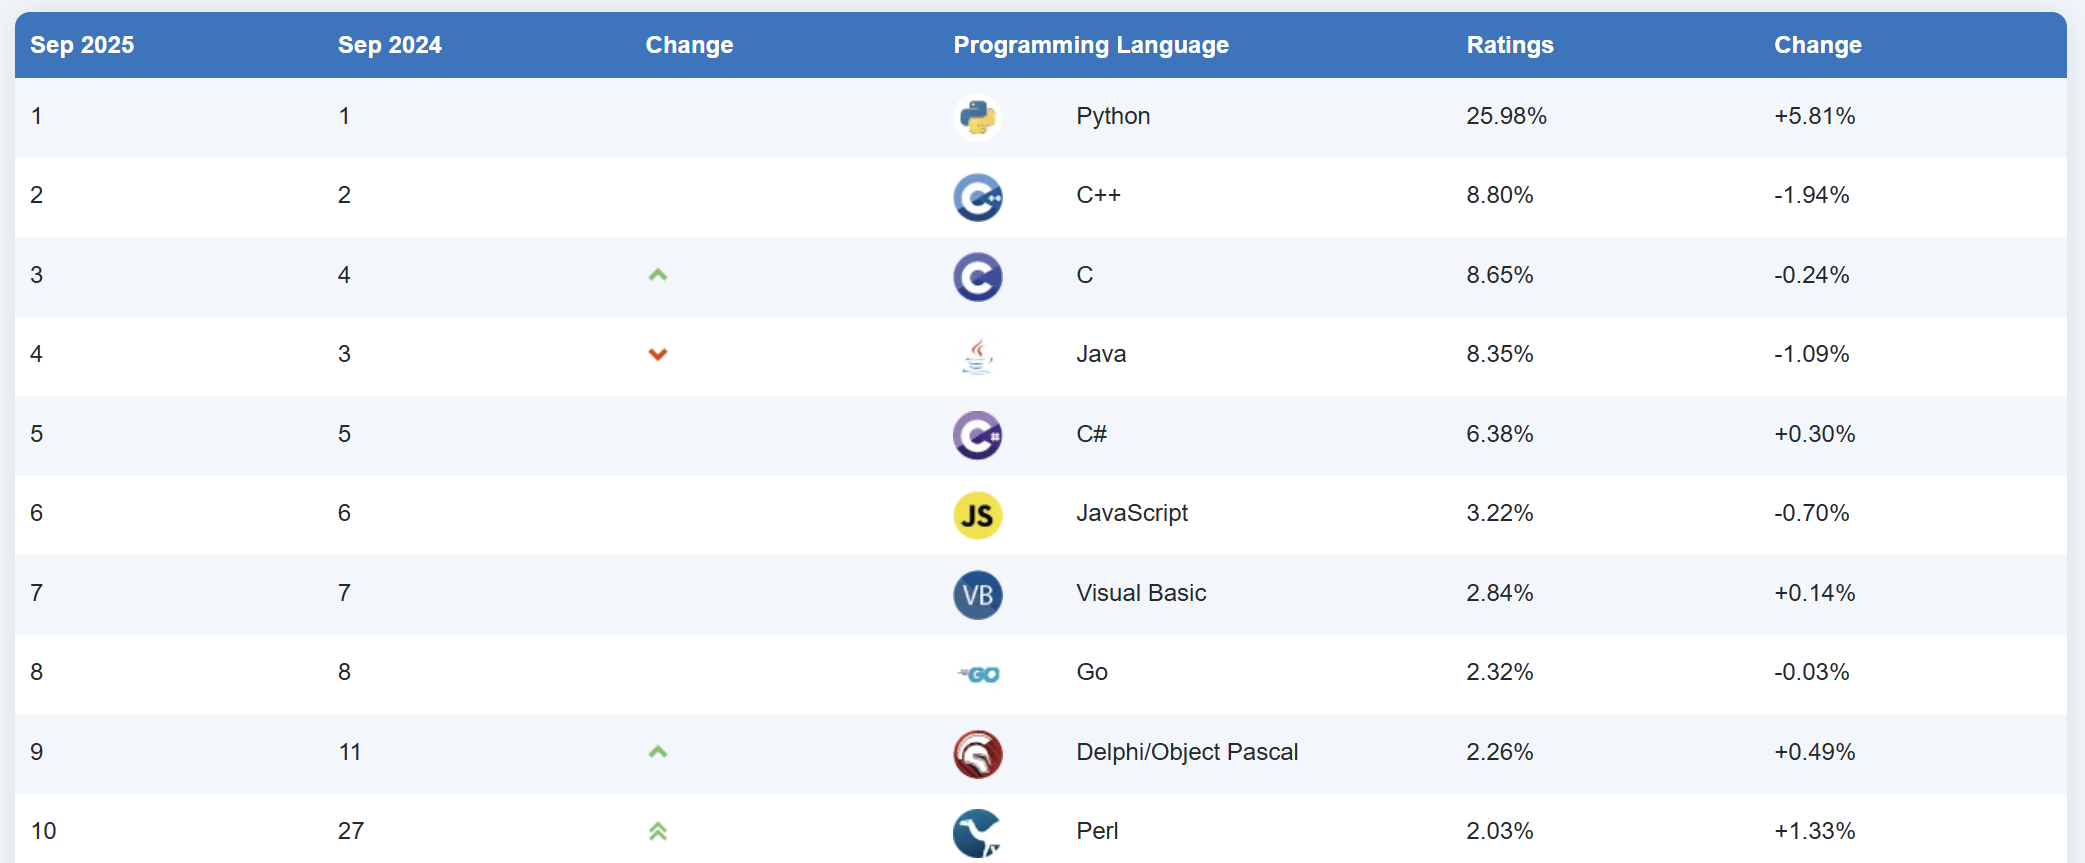 Sep 2025 Sep 2024 Change Programming Language Ratings Change
1 1 Python 25.98% +5.81%
2 2 C++ 8.80% -1.94%
3 4 C 8.65% -0.24%
4 3 Java 8.35% -1.09%
5 5 C# 6.38% +0.30%
6 6 JS JavaScript 3.22% -0.70%
7 7 VB Visual Basic 2.84% +0.14%
8 8 GO Go 2.32% -0.03%
9 11 Delphi/Object Pascal 2.26% +0.49%
10 27 Perl 2.03% +1.33%